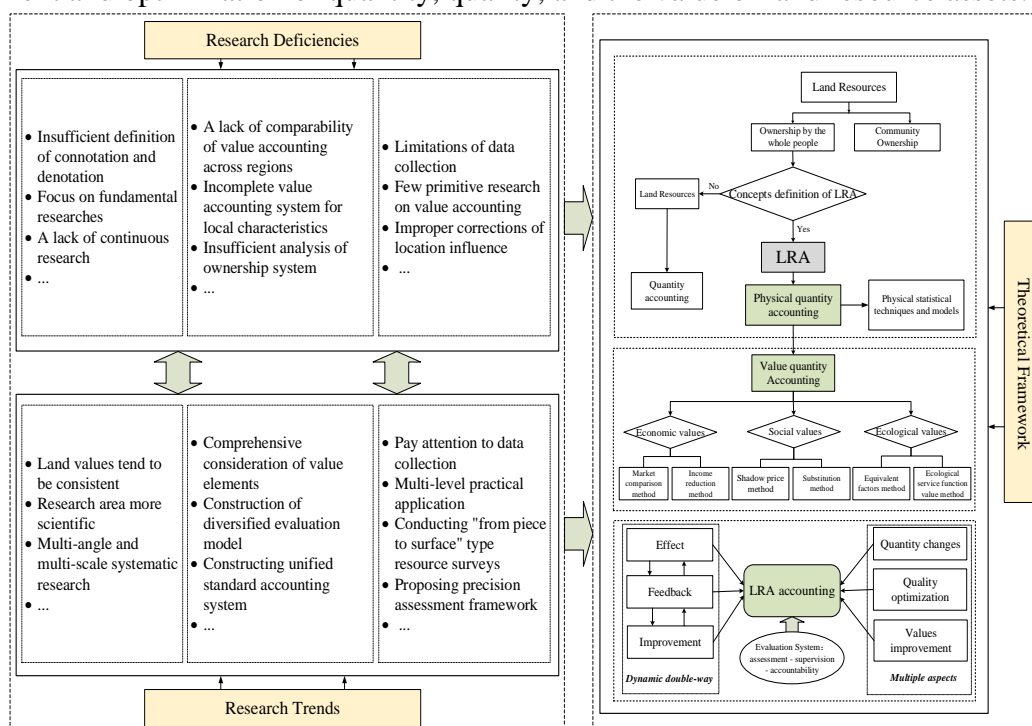 Research Deficiencies
• Insufficient definition
of connotation and
denotation
• Focus on fundamental
researches
• A lack of continuous
research
• ...
• A lack of comparability
of value accounting
across regions
• Incomplete value
accounting system for
local characteristics
• Insufficient analysis of
ownership system
• ...
• Limitations of data
collection
• Few primitive research
on value accounting
• Improper corrections of
location influence
• ...
• Land values tend to
be consistent
• Research area more
scientific
• Multi-angle and
multi-scale systematic
research
• ...
• Comprehensive
consideration of value
elements
• Construction of
diversified evaluation
model
• Constructing unified
standard accounting
system
• ...
• Pay attention to data
collection
• Multi-level practical
application
• Conducting "from piece
to surface" type
resource surveys
• Proposing precision
assessment framework
• ...
Research Trends
Land Resources
Ownership by the
whole people
Community
Ownership
Land Resources
No
Concepts definition of LRA
Yes
LRA
Quantity
accounting
Physical quantity
accounting
Physical statistical
techniques and models
Value quantity
Accounting
Economic values
Social values
Ecological values
Market
comparison
method
Income
reduction method
Shadow price
method
Substitution
method
Equivalent
factors method
Ecological
service function
value method
Effect
Feedback
Improvement
Dynamic double-way
LRA accounting
Evaluation System:
assessment - supervision
- accountability
Quantity changes
Quality
optimization
Values
improvement
Multiple aspects
Theoretical Framework